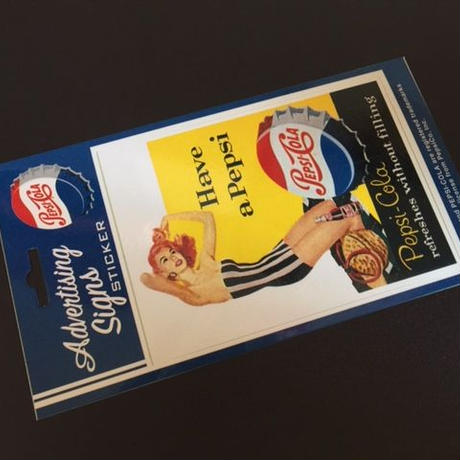 PEPSI-COLA
Advertising
Signs
STICKER
Have
a Pepsi
PEPSI-COLA
Pepsi-Cola
refreshes without filling